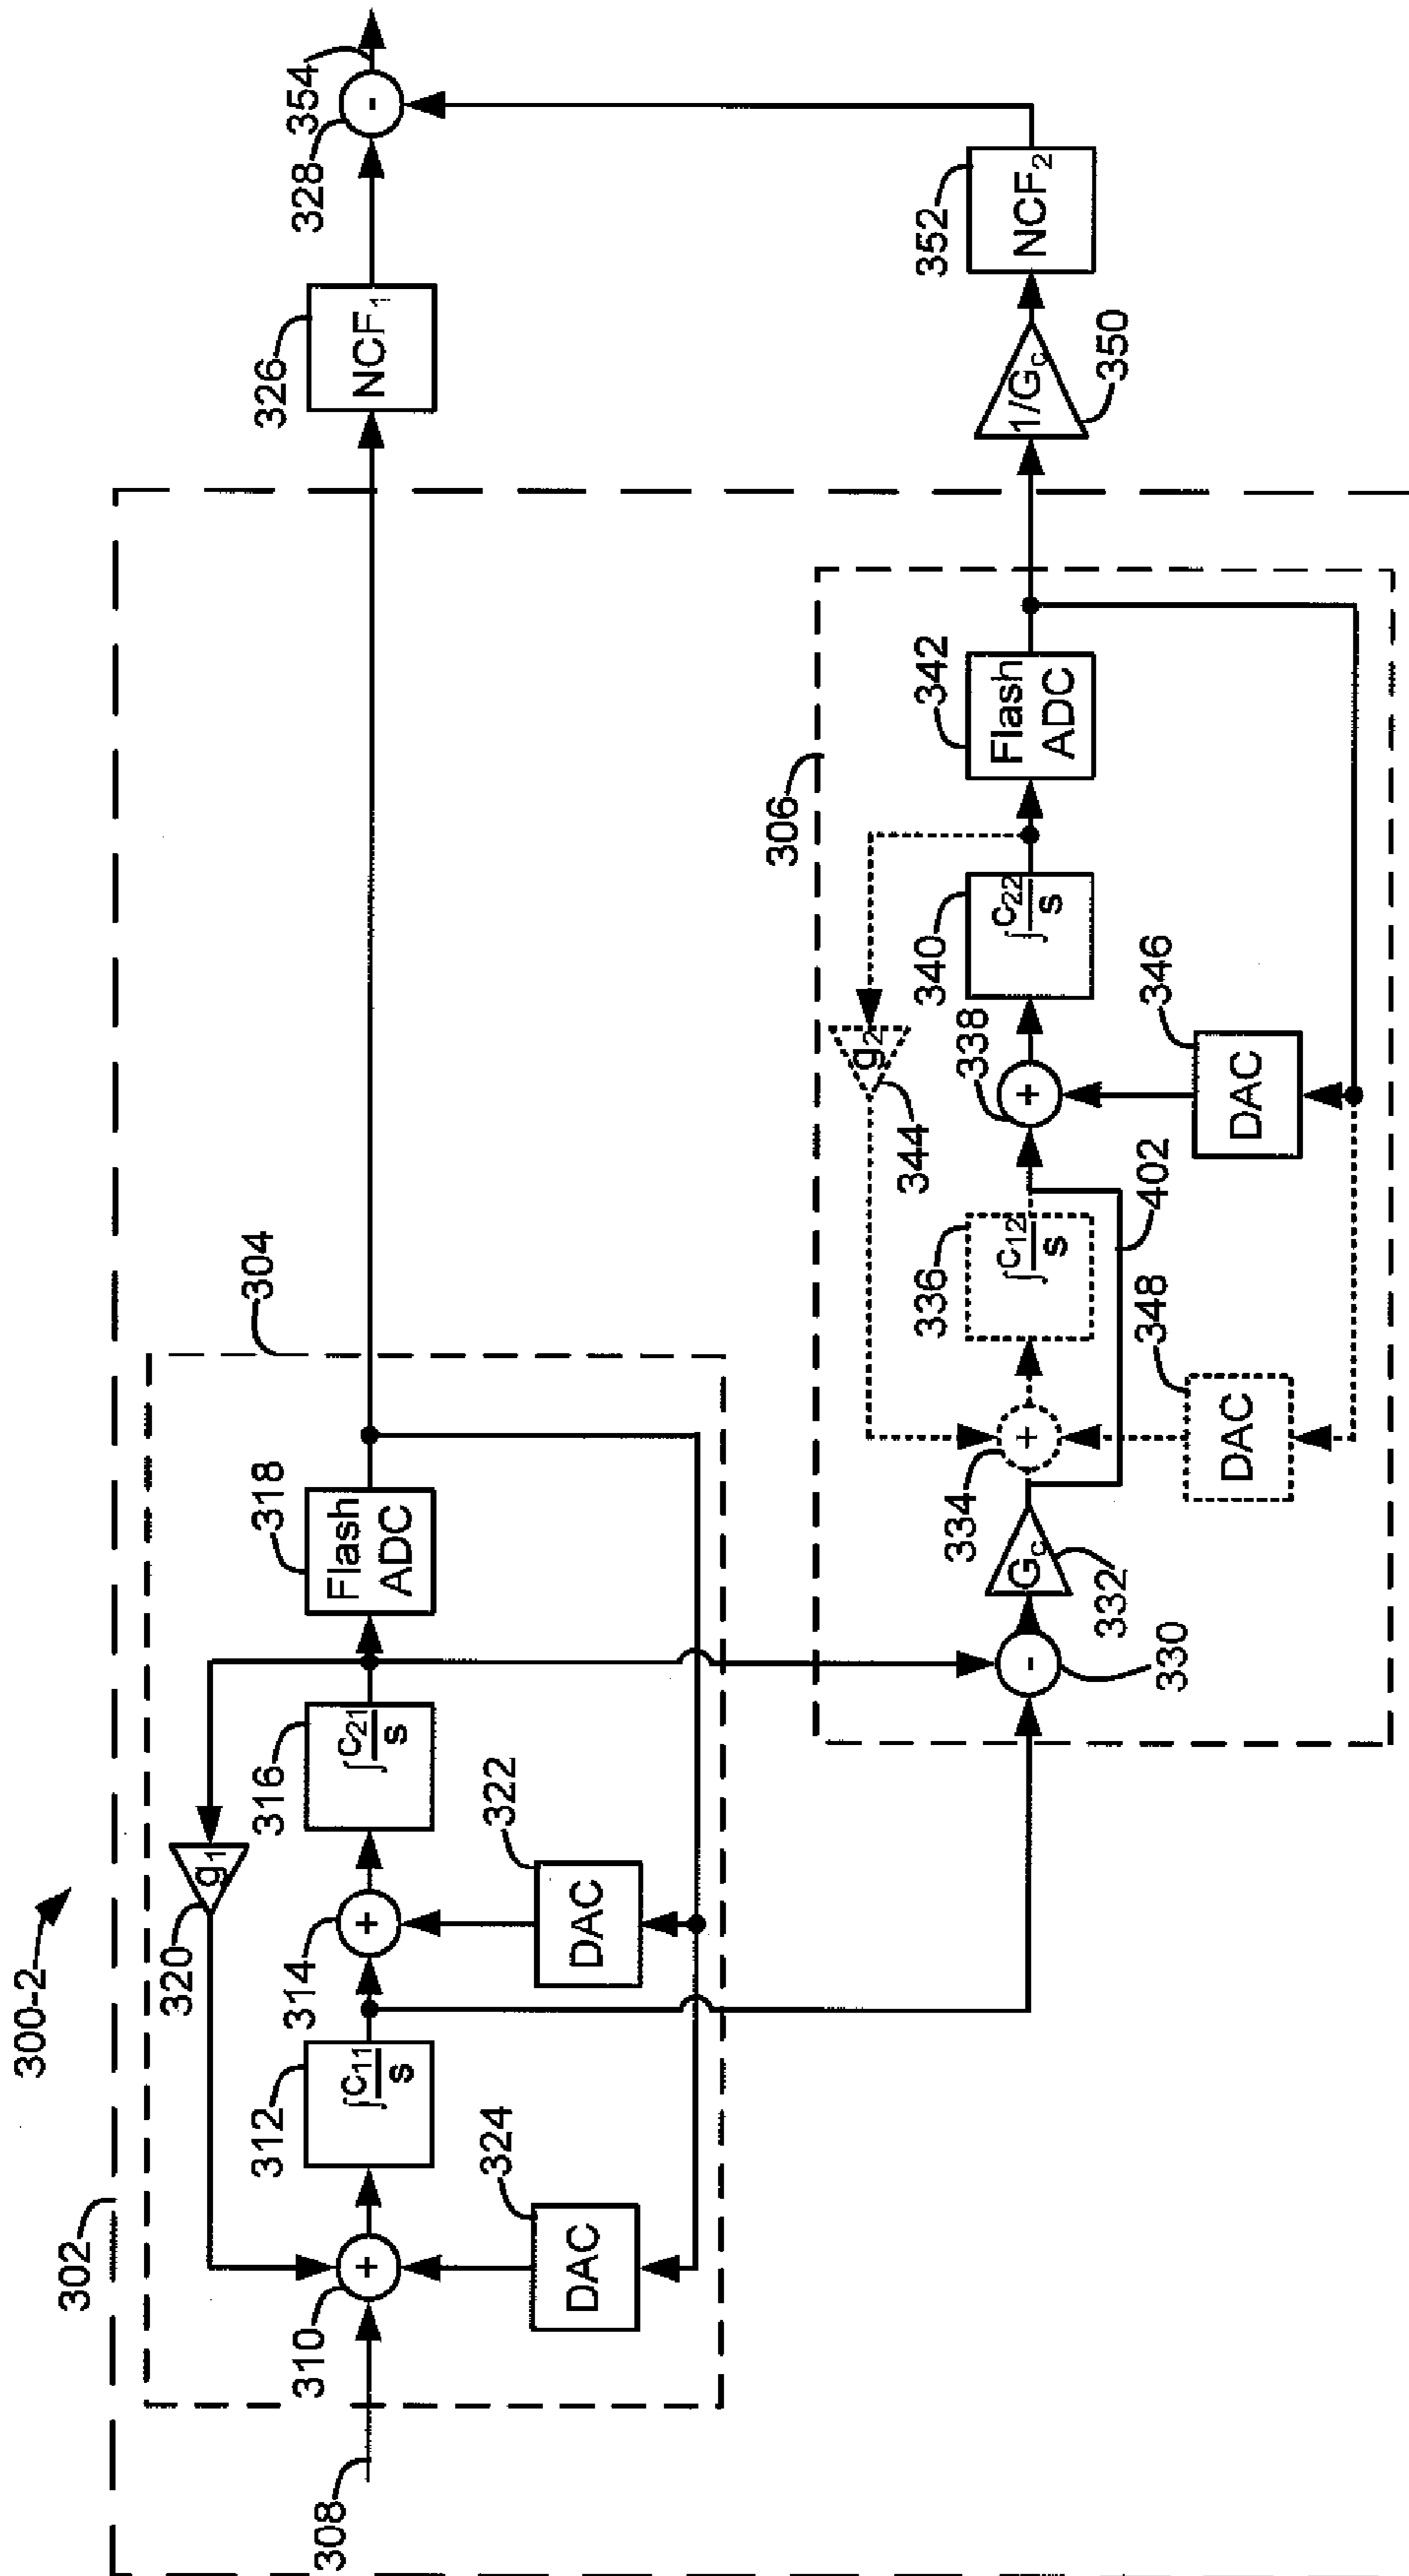 300-2
302
304
320
g₁
308
310
+
312
∫C₁₁/s
314
+
316
∫C₂₁/s
318
Flash
ADC
324
DAC
322
DAC
326
NCF₁
328
-
354
306
330
-
332
G_c
334
+
336
∫C₁₂/s
338
+
340
∫C₂₂/s
342
Flash
ADC
344
g₂
348
DAC
402
346
DAC
350
1/G_c
352
NCF₂